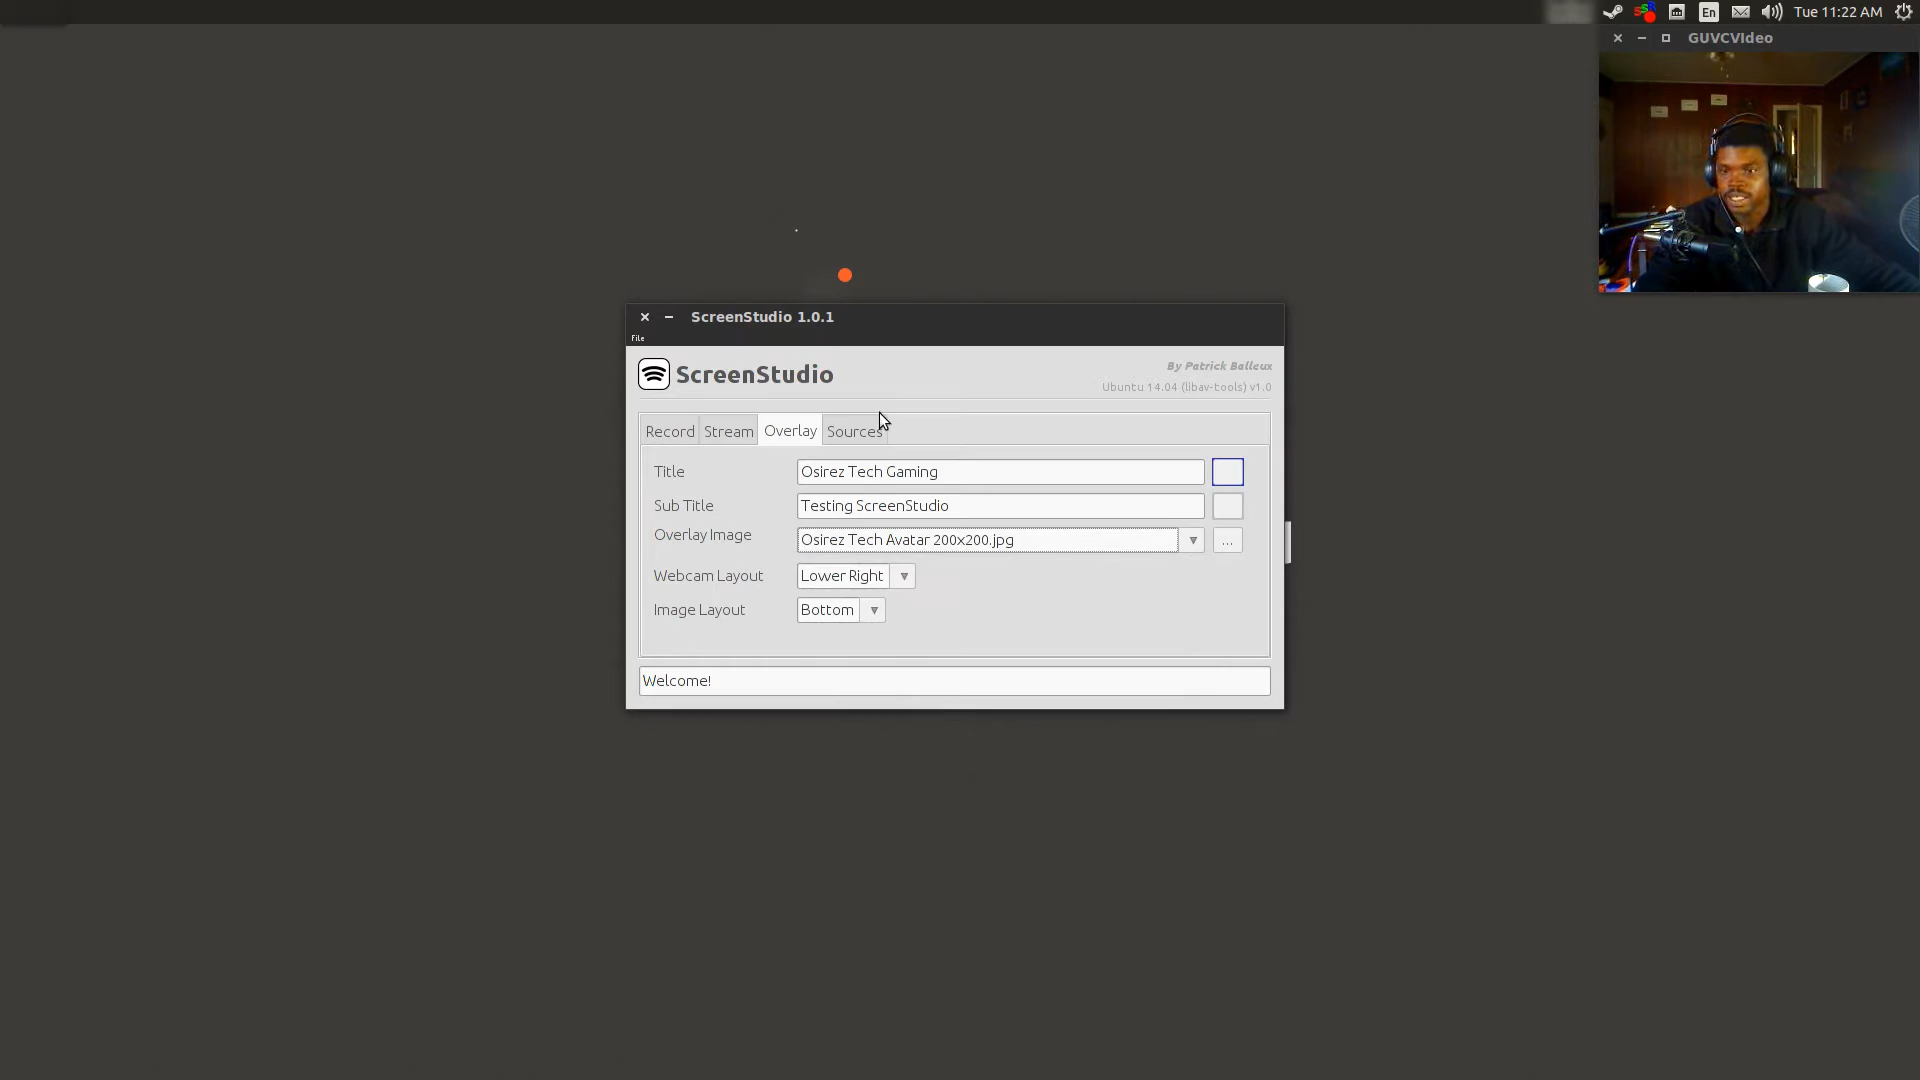 En
Tue 11:22 AM
GUVCVIdeo
ScreenStudio 1.0.1
File
ScreenStudio
By Patrick Balleux
Ubuntu 14.04 (libav-tools) v1.0
Record Stream Overlay Sources
Title Osirez Tech Gaming
Sub Title Testing ScreenStudio
Overlay Image Osirez Tech Avatar 200x200.jpg ...
Webcam Layout Lower Right
Image Layout Bottom
Welcome!